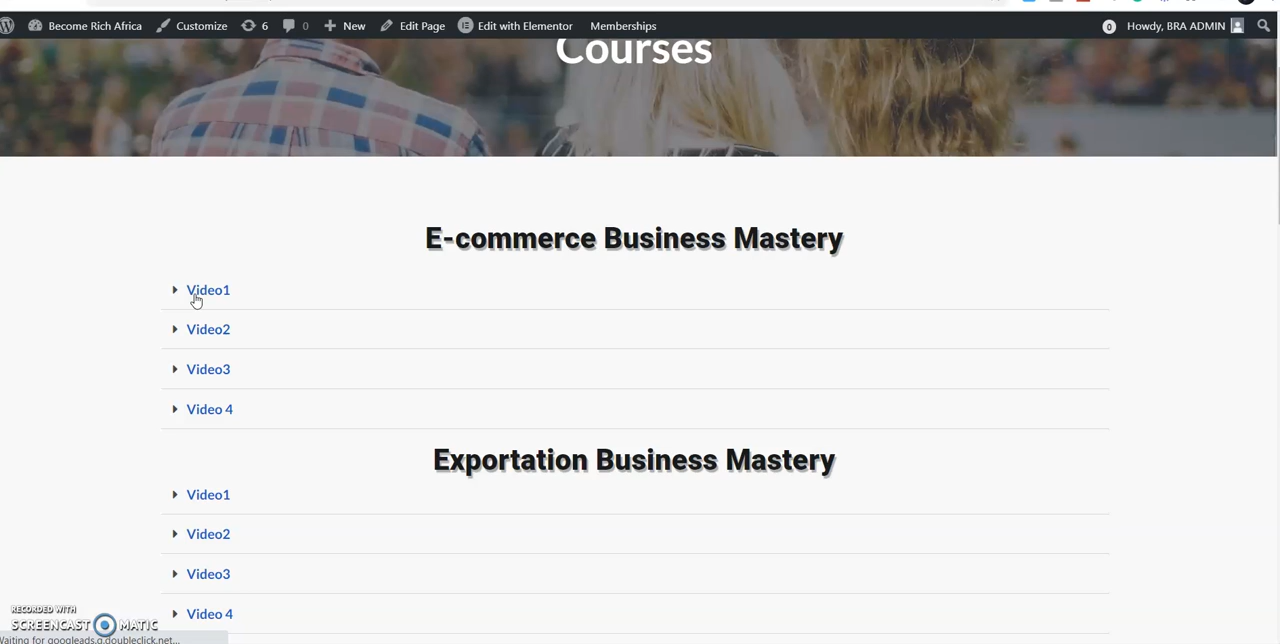 Become Rich Africa Customize 6 0 New Edit Page Edit with Elementor Memberships 0 Howdy, BRA ADMIN
Courses
E-commerce Business Mastery
Video1
Video2
Video3
Video 4
Exportation Business Mastery
Video1
Video2
Video3
Video 4
RECORDED WITH
SCREENCAST MATIC
Waiting for googleads.g.doubleclick.net...